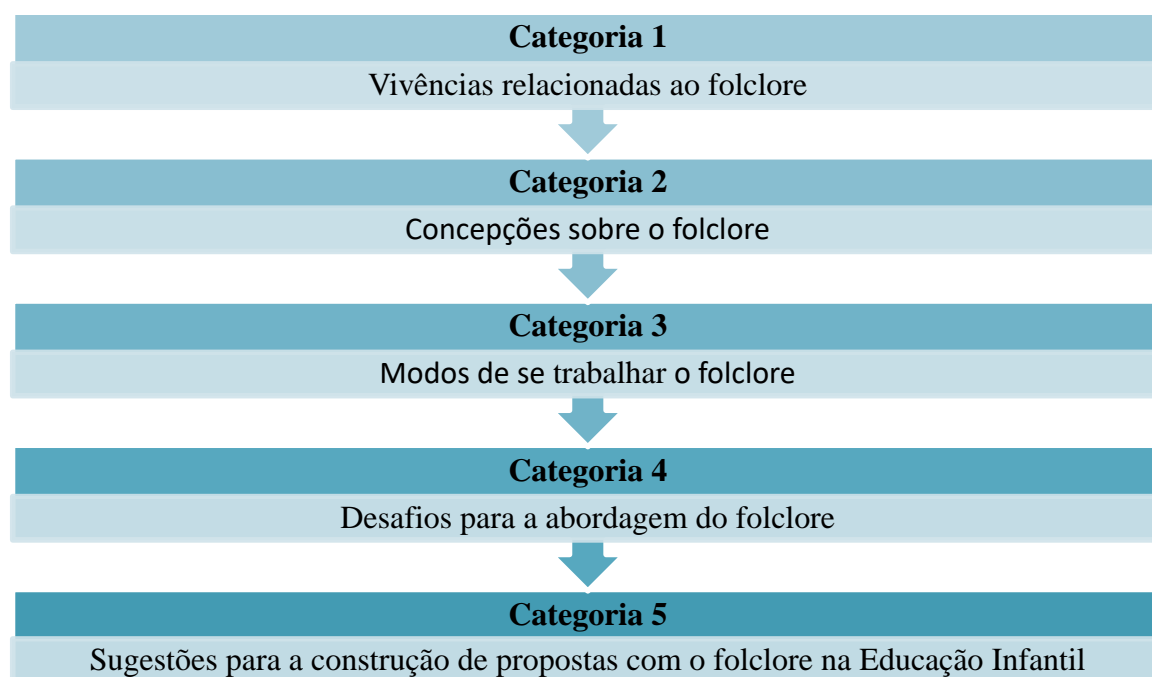 Categoria 1
Vivências relacionadas ao folclore
Categoria 2
Concepções sobre o folclore
Categoria 3
Modos de se trabalhar o folclore
Categoria 4
Desafios para a abordagem do folclore
Categoria 5
Sugestões para a construção de propostas com o folclore na Educação Infantil